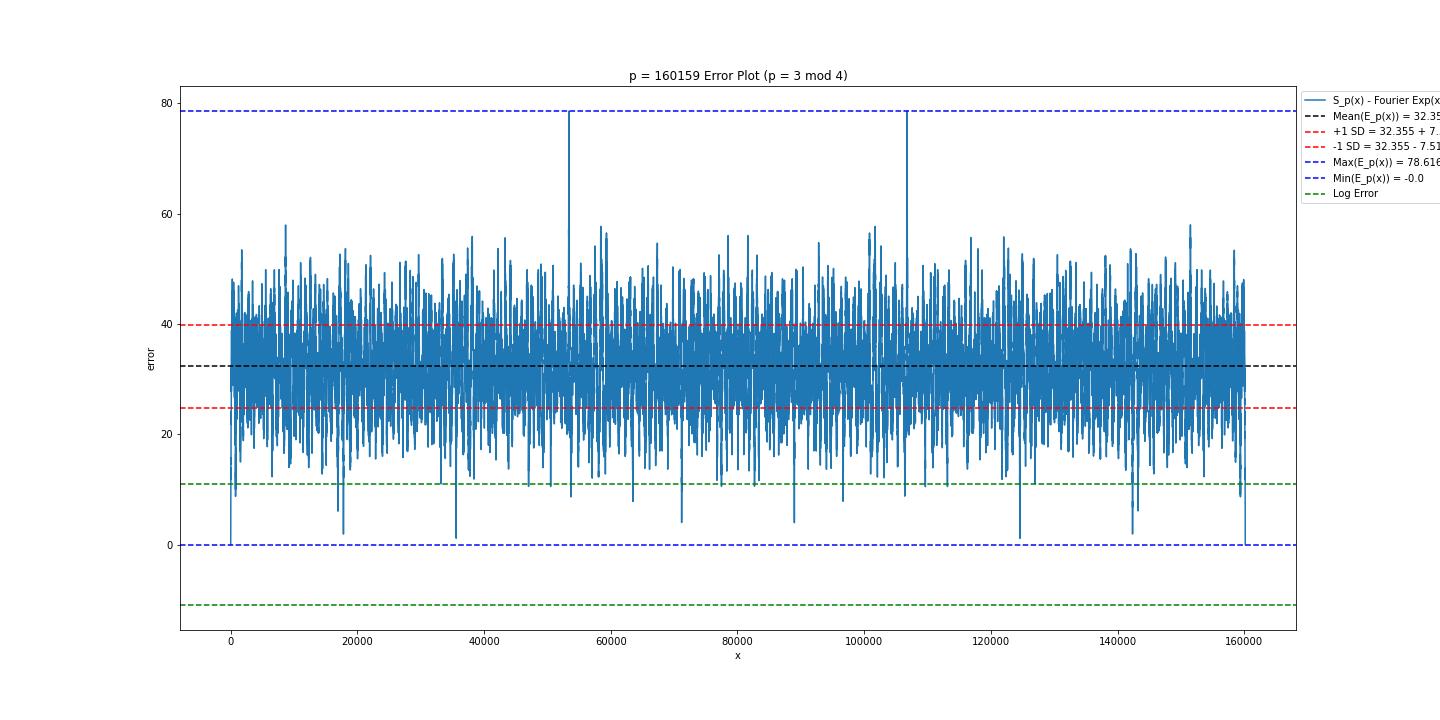 p = 160159 Error Plot (p = 3 mod 4)
80
60
40
20
0
error
0 20000 40000 60000 80000 100000 120000 140000 160000
x
S_p(x) - Fourier Exp(x
Mean(E_p(x)) = 32.35
+1 SD = 32.355 + 7.
-1 SD = 32.355 - 7.51
Max(E_p(x)) = 78.616
Min(E_p(x)) = -0.0
Log Error